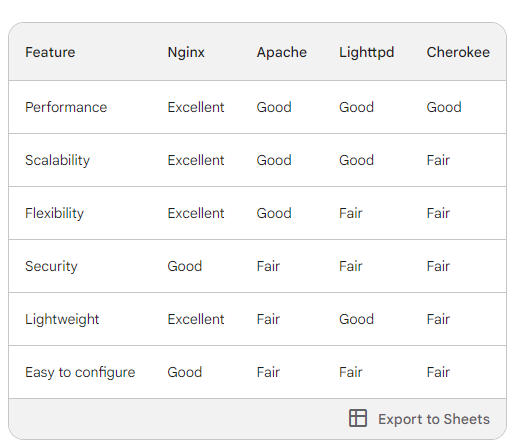 Feature Nginx Apache Lighttpd Cherokee
Performance Excellent Good Good Good
Scalability Excellent Good Good Fair
Flexibility Excellent Good Fair Fair
Security Good Fair Fair Fair
Lightweight Excellent Fair Good Fair
Easy to configure Good Fair Fair Fair
Export to Sheets